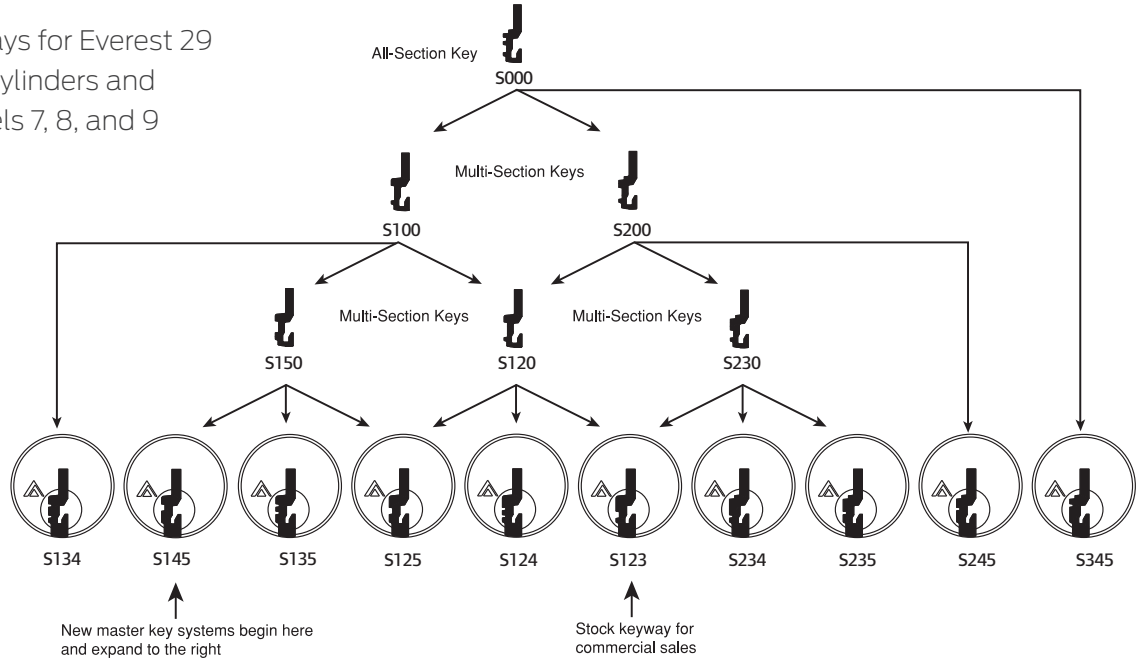 ays for Everest 29
ylinders and
els 7, 8, and 9
All-Section Key
S000
Multi-Section Keys
S100
S200
Multi-Section Keys
Multi-Section Keys
S150
S120
S230
S134
S145
S135
S125
S124
S123
S234
S235
S245
S345
New master key systems begin here
and expand to the right
Stock keyway for
commercial sales